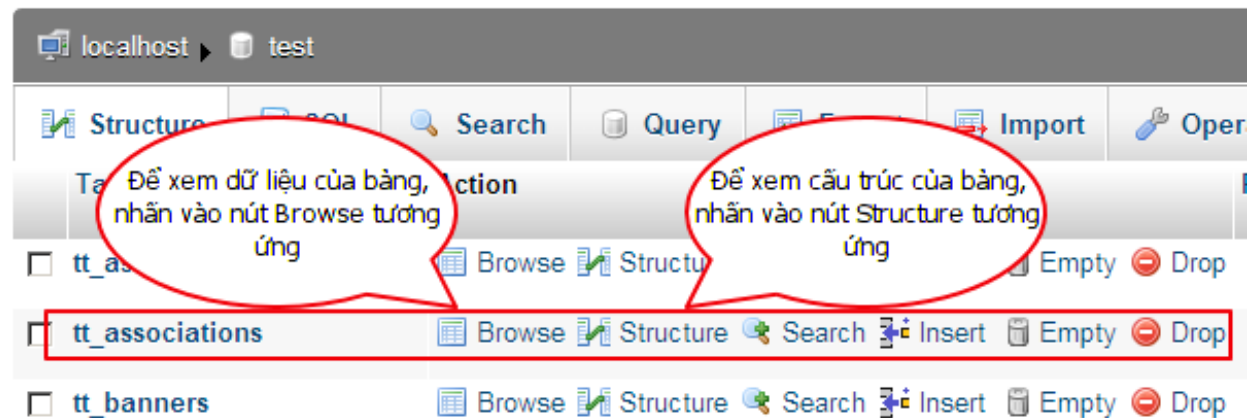 localhost test
Structure Search Query Import
Để xem dữ liệu của bảng,
nhấn vào nút Browse tương
ứng
Action
Để xem cấu trúc của bảng,
nhấn vào nút Structure tương
ứng
Browse Empty Drop
tt_associations Browse Structure Search Insert Empty Drop
tt_banners Browse Structure Search Insert Empty Drop